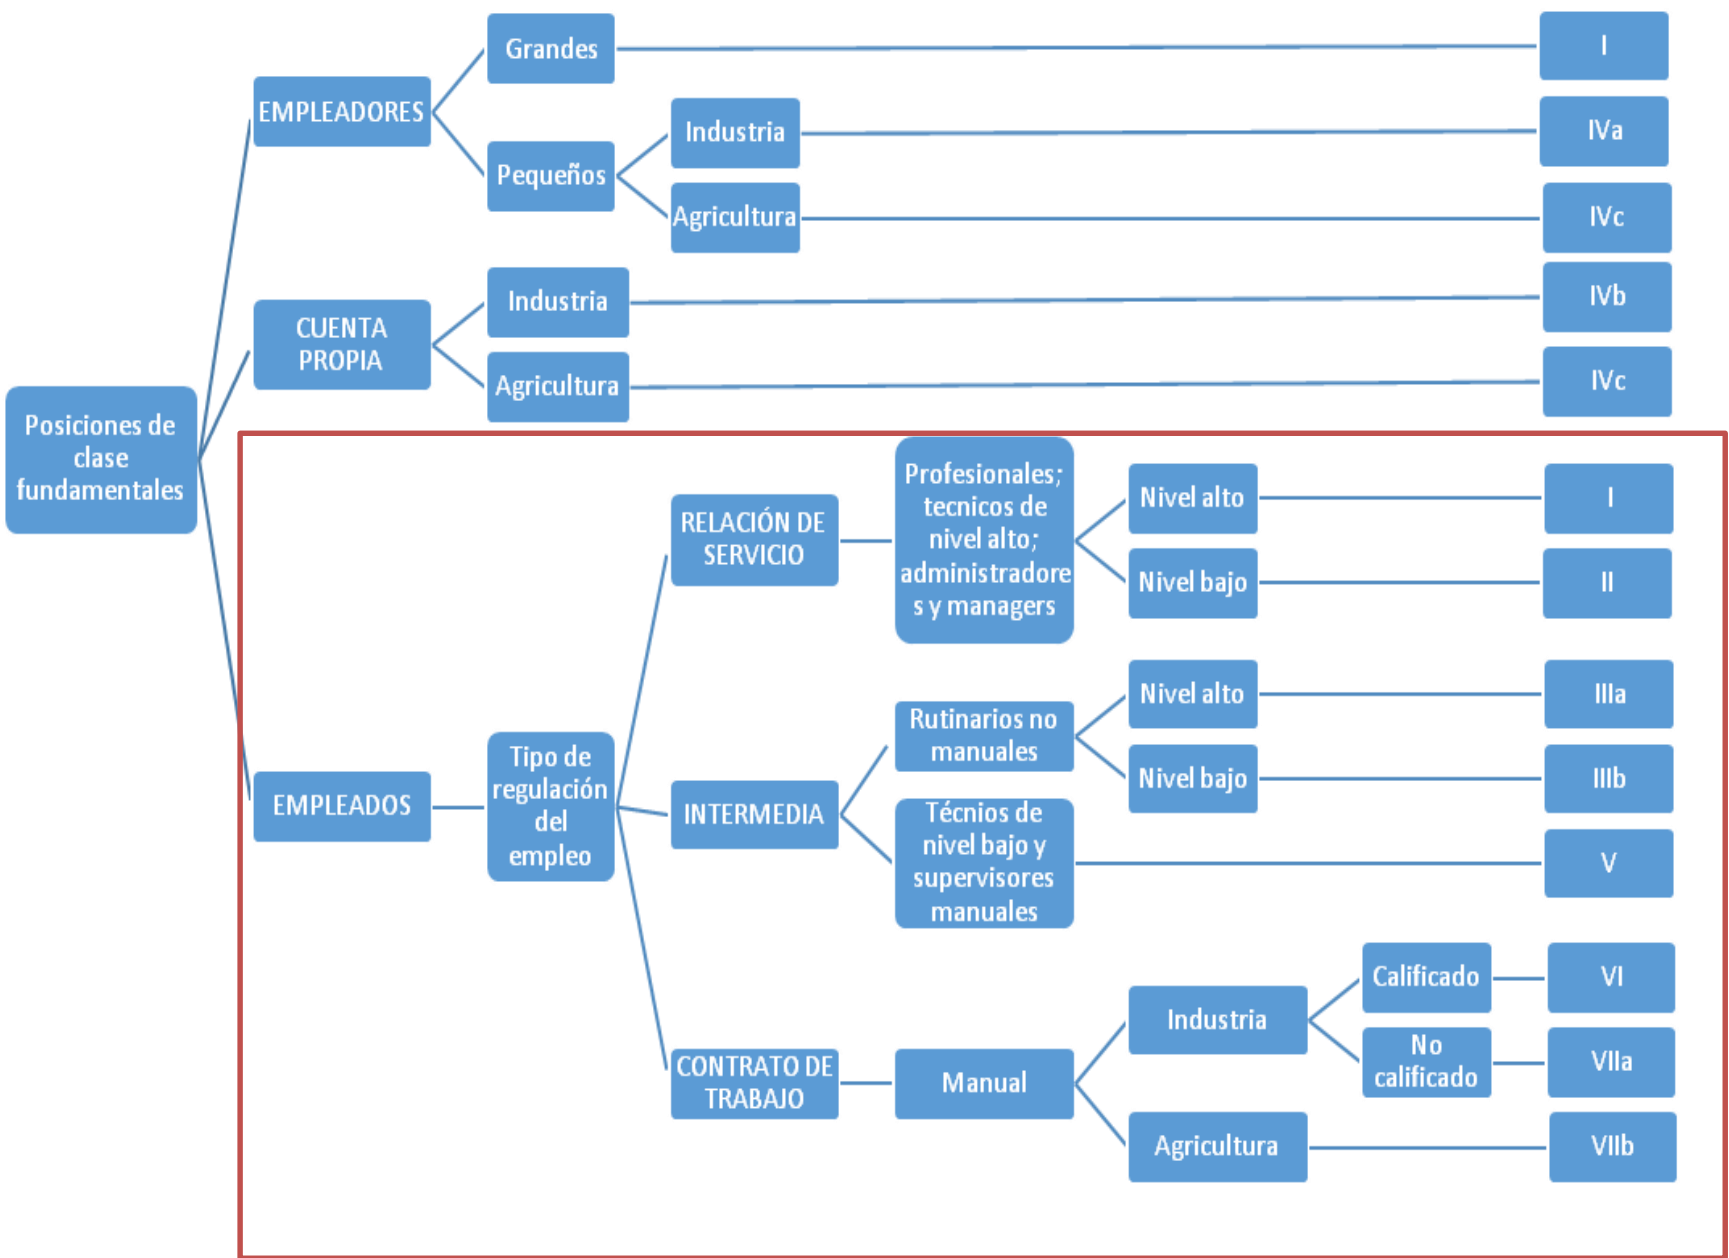 Grandes
I
EMPLEADORES
Industria
IVa
Pequeños
Agricultura
IVc
Industria
IVb
CUENTA
PROPIA
Agricultura
IVc
Posiciones de
clase
fundamentales
Profesionales;
tecnicos de
nivel alto;
administradore
s y managers
RELACIÓN DE
SERVICIO
Nivel alto
I
Nivel bajo
II
Rutinarios no
manuales
Nivel alto
IIIa
Nivel bajo
IIIb
EMPLEADOS
Tipo de
regulación
del
empleo
INTERMEDIA
Técnios de
nivel bajo y
supervisores
manuales
V
CONTRATO DE
TRABAJO
Manual
Industria
Calificado
VI
No
calificado
VIIa
Agricultura
VIIb